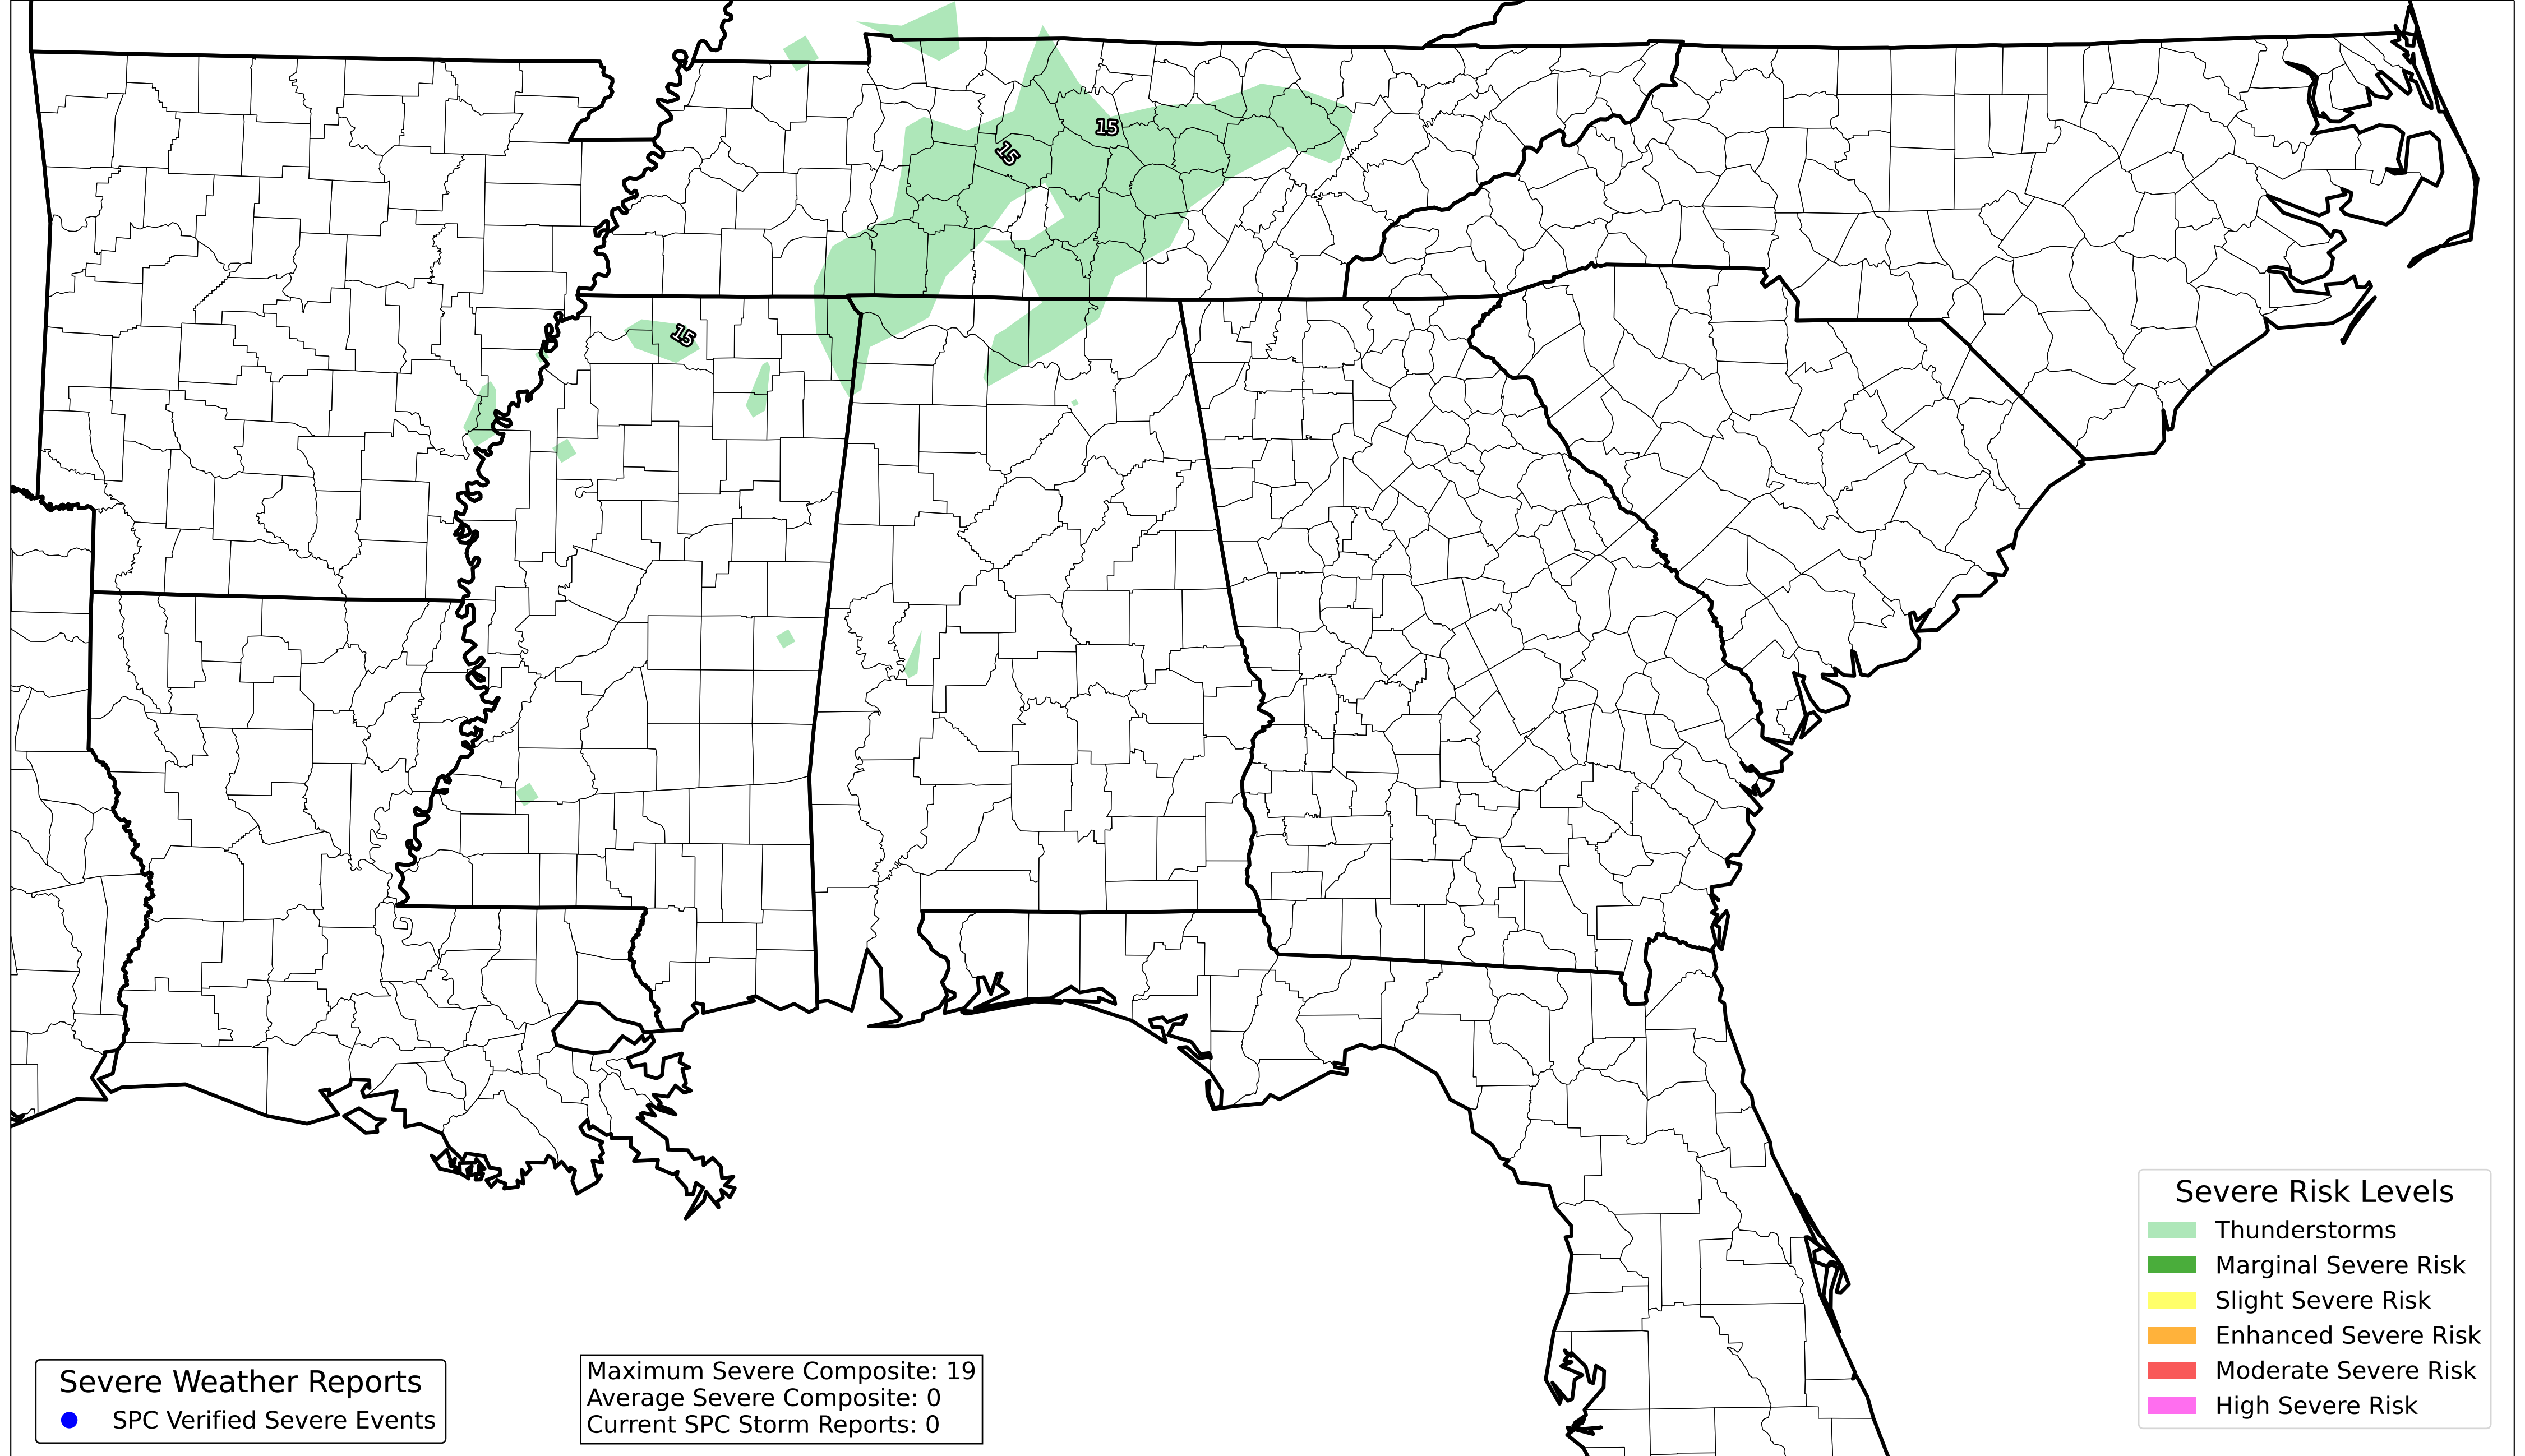 15
15
15
Severe Weather Reports
SPC Verified Severe Events
Maximum Severe Composite: 19
Average Severe Composite: 0
Current SPC Storm Reports: 0
Severe Risk Levels
Thunderstorms
Marginal Severe Risk
Slight Severe Risk
Enhanced Severe Risk
Moderate Severe Risk
High Severe Risk